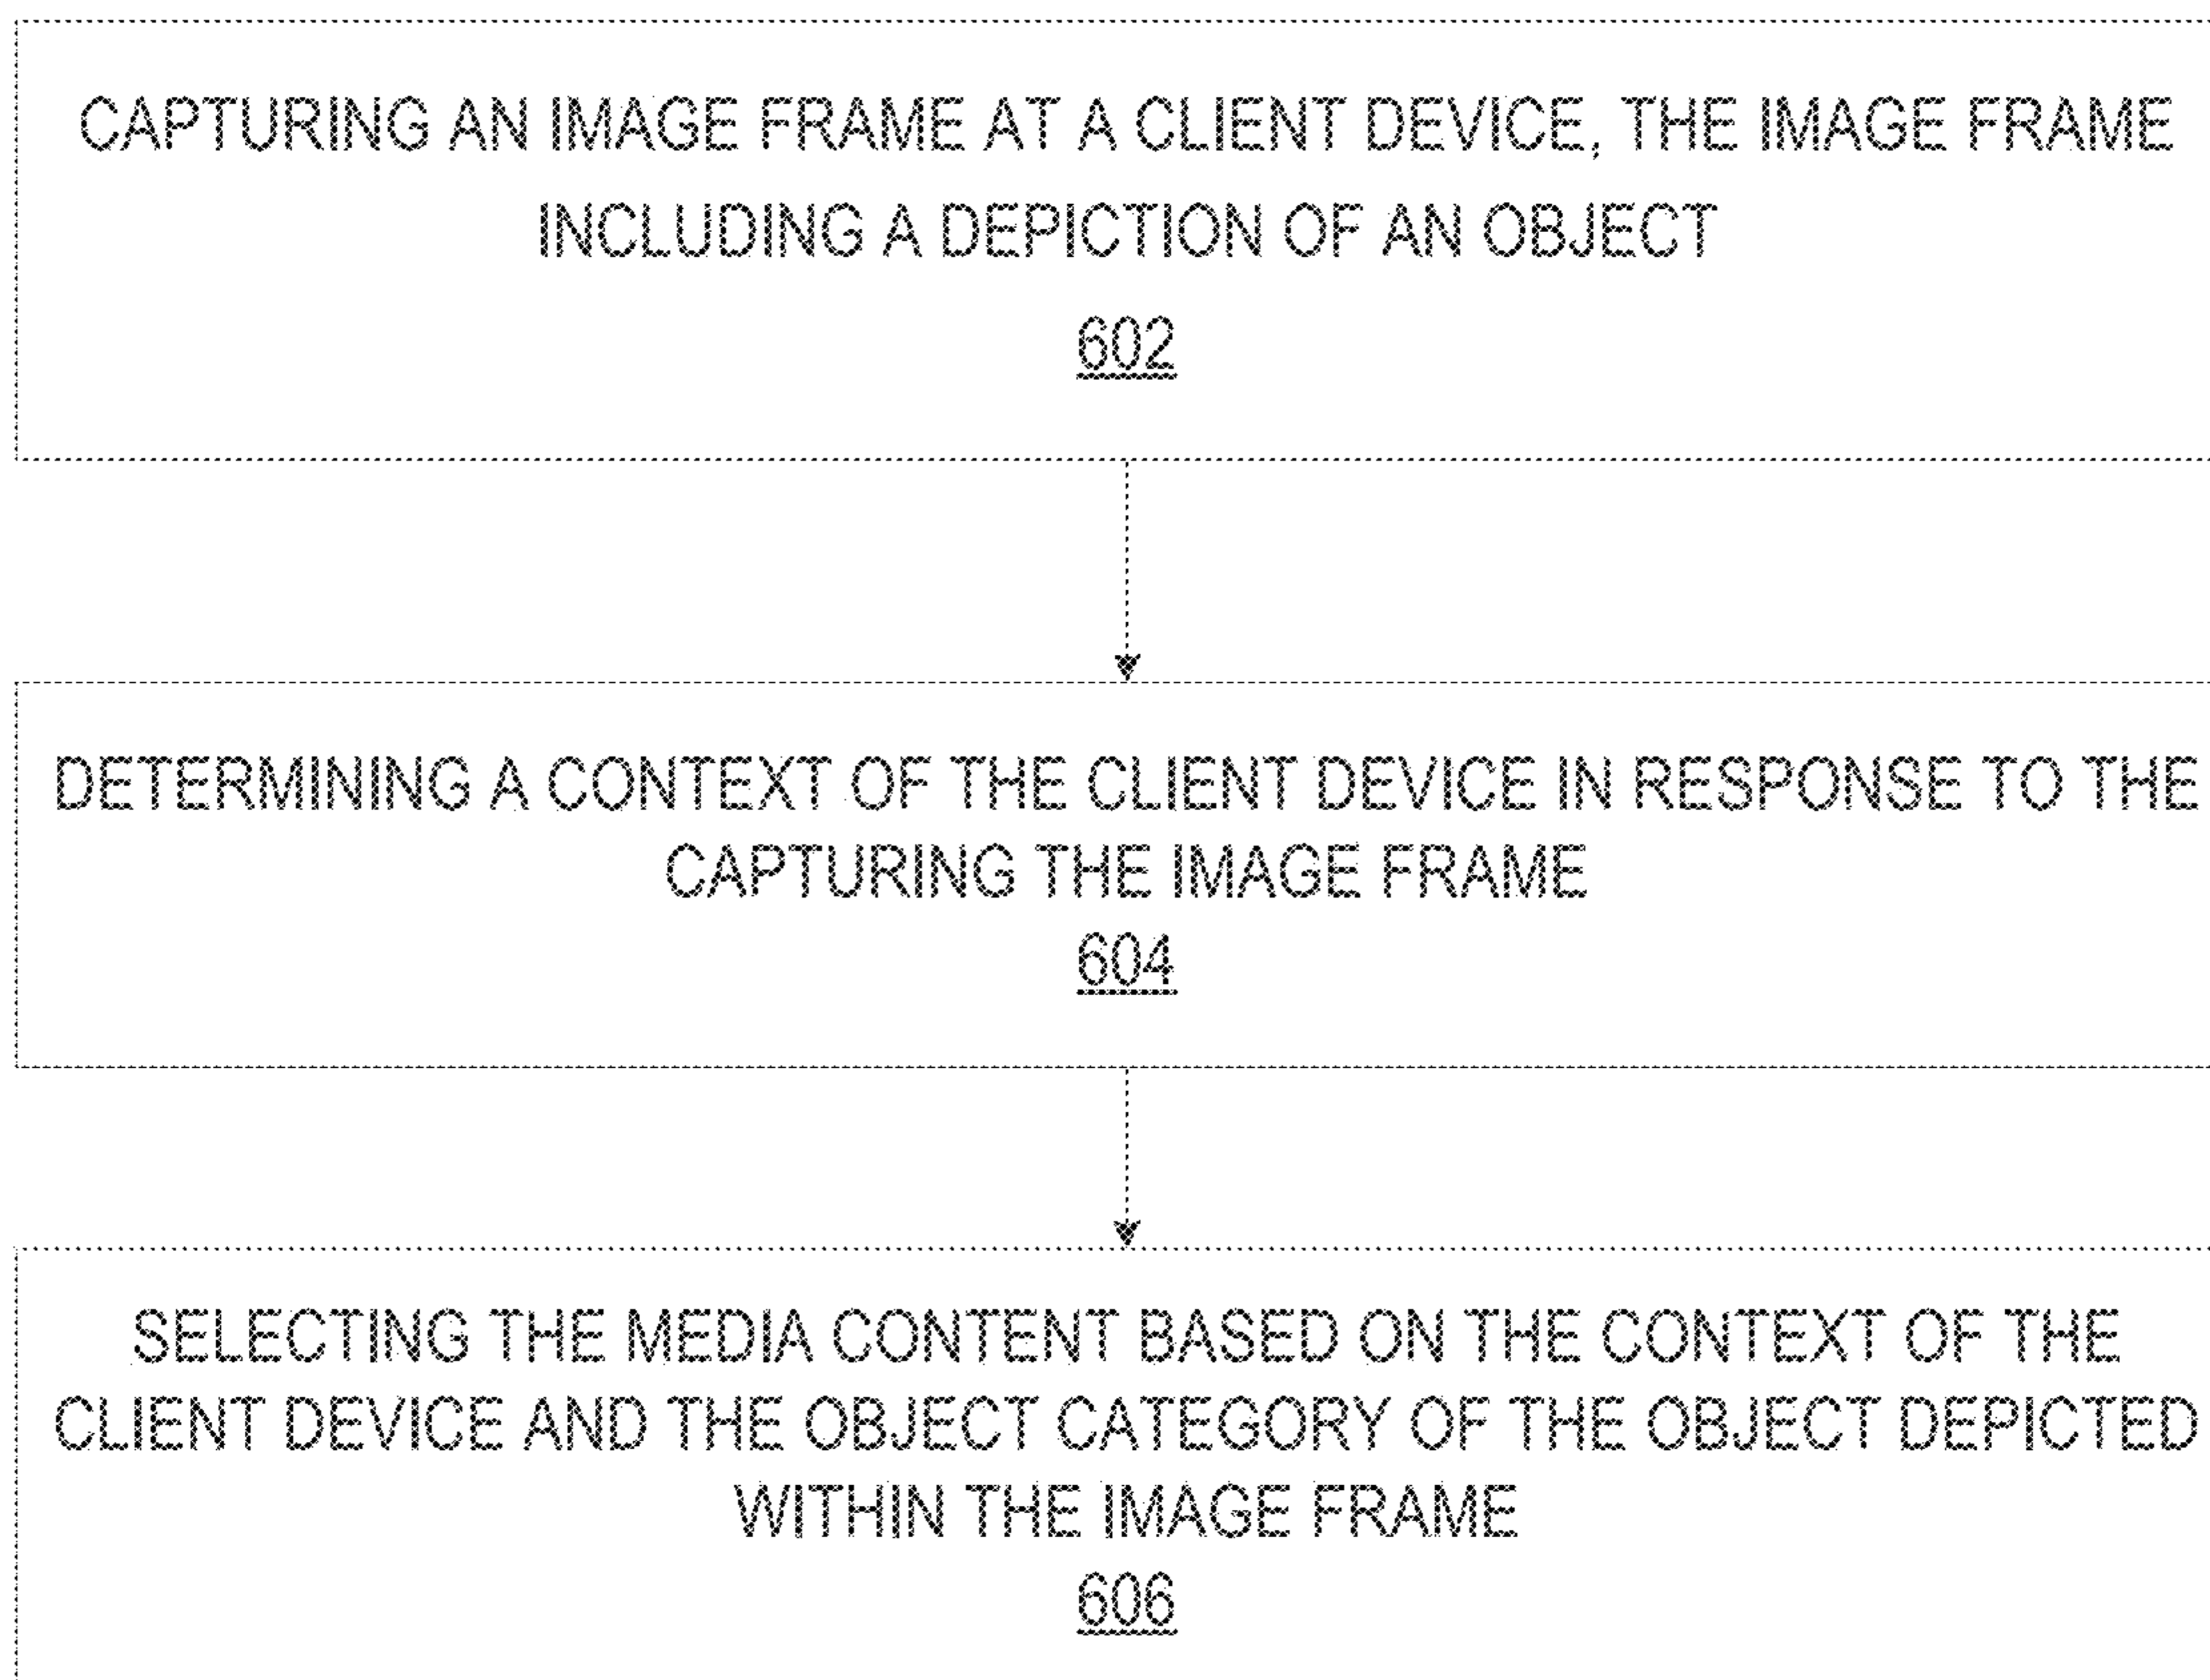 CAPTURING AN IMAGE FRAME AT A CLIENT DEVICE, THE IMAGE FRAME
INCLUDING A DEPICTION OF AN OBJECT
602
DETERMINING A CONTEXT OF THE CLIENT DEVICE IN RESPONSE TO THE
CAPTURING THE IMAGE FRAME
604
SELECTING THE MEDIA CONTENT BASED ON THE CONTEXT OF THE
CLIENT DEVICE AND THE OBJECT CATEGORY OF THE OBJECT DEPICTED
WITHIN THE IMAGE FRAME
606